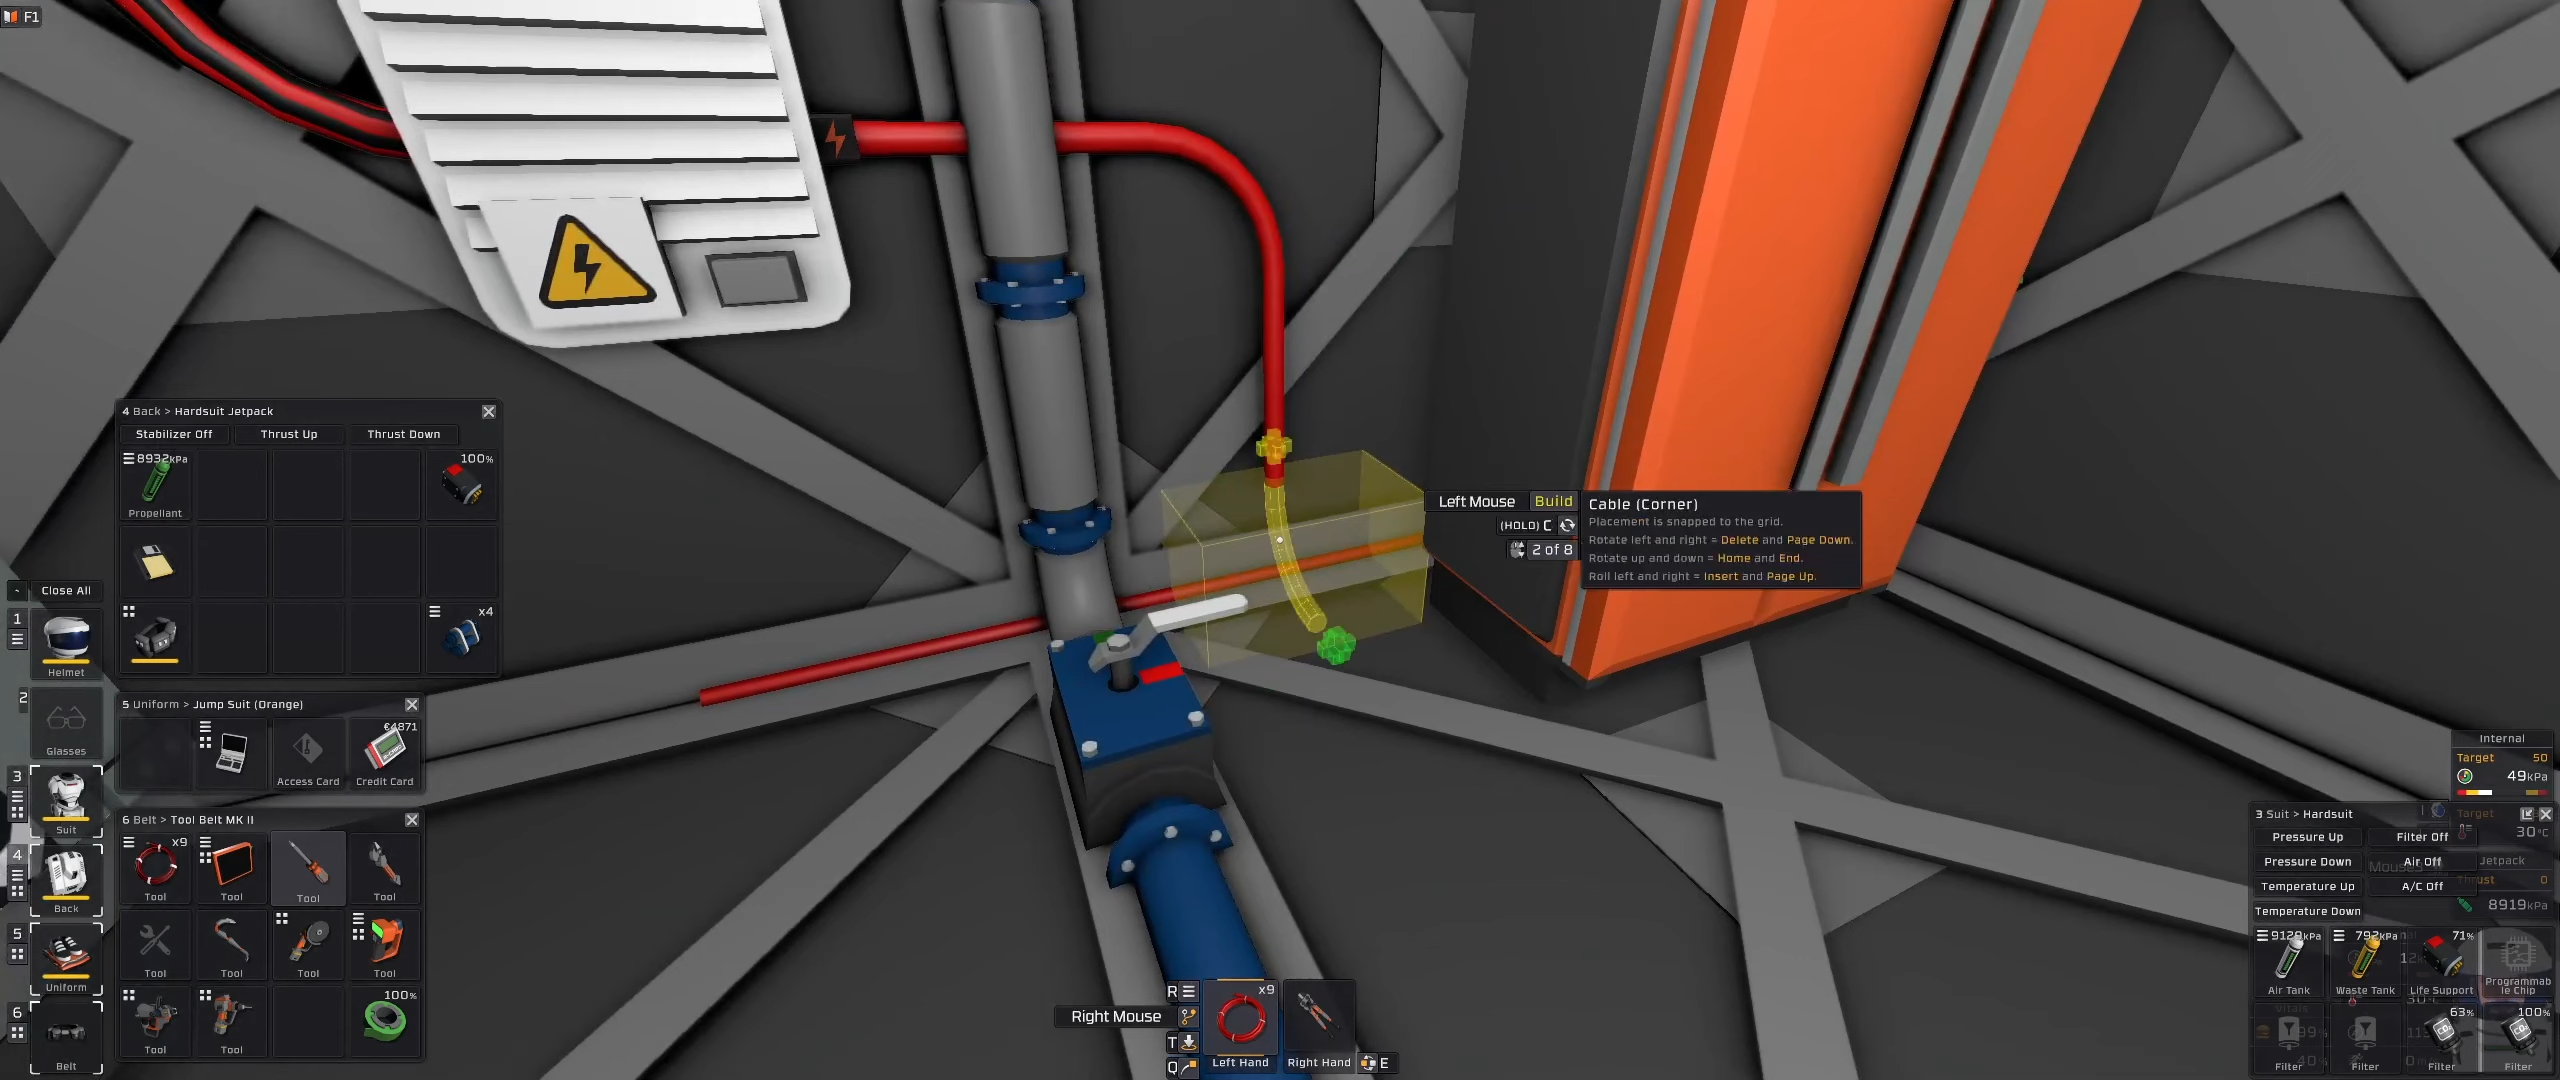 F1
4 Back > Hardsuit Jetpack
Stabilizer Off
Thrust Up
Thrust Down
8932kPa
100%
Propellant
x4
~
Close All
1
Helmet
2
Glasses
3
Suit
4
Back
5
Uniform
6
Belt
5 Uniform > Jump Suit (Orange)
€4871
Access Card
Credit Card
6 Belt > Tool Belt MK II
x9
Tool
Tool
Tool
Tool
Tool
Tool
Tool
Tool
100%
Tool
Tool
Left Mouse
Build
(HOLD) C
2 of 8
Cable (Corner)
Placement is snapped to the grid.
Rotate left and right = Delete and Page Down.
Rotate up and down = Home and End.
Roll left and right = Insert and Page Up.
Right Mouse
R
T
Q
x9
Left Hand
Right Hand
E
Internal
Target 50
49kPa
3 Suit > Hardsuit
Target
30°C
Pressure Up
Filter Off
Pressure Down
Air Off
Jetpack
Temperature Up
A/C Off
Thrust 0
Temperature Down
8919kPa
792kPa
71%
Air Tank
Waste Tank
Life Support
Programmab
le Chip
63%
100%
Filter
Filter
Filter
Filter